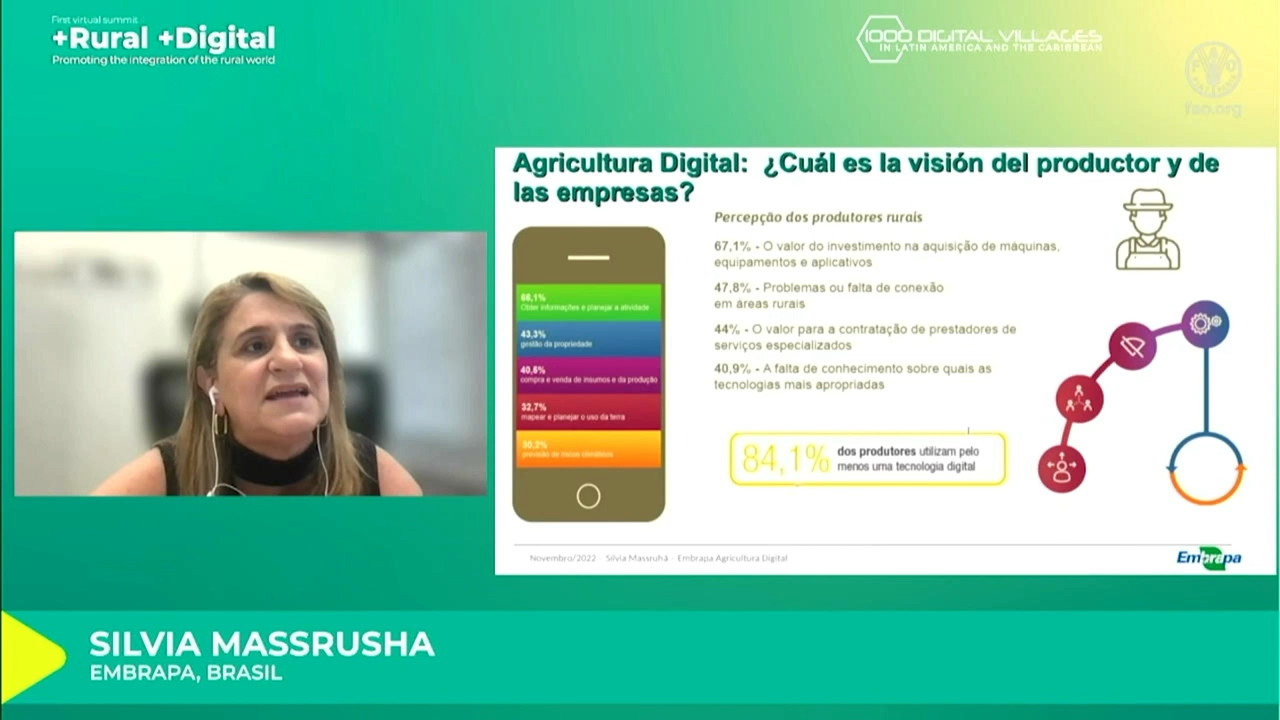 First virtual summit
+Rural +Digital
Promoting the integration of the rural world
1000 DIGITAL VILLAGES
IN LATIN AMERICA AND THE CARIBBEAN
fao.org
Agricultura Digital: ¿Cuál es la visión del productor y de
las empresas?
Percepção dos produtores rurais
67,1% - O valor do investimento na aquisição de máquinas,
equipamentos e aplicativos
47,8% - Problemas ou falta de conexão
em áreas rurais
44% - O valor para a contratação de prestadores de
serviços especializados
40,9% - A falta de conhecimento sobre quais as
tecnologias mais apropriadas
66,1%
Obter informações e planejar a atividade
43,3%
gestão da propriedade
40,5%
compra e venda de insumos e da produção
32,7%
mapear e planejar o uso da terra
30,2%
previsão de riscos climáticos
84,1% dos produtores utilizam pelo
menos uma tecnologia digital
Novembro/2022 Silvia Massruhá - Embrapa Agricultura Digital
Embrapa
SILVIA MASSRUSHA
EMBRAPA, BRASIL